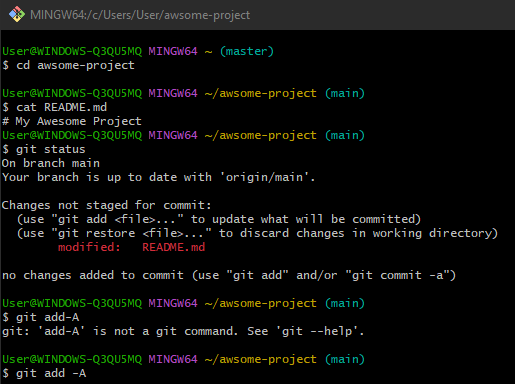 MINGW64:/c/Users/User/awsome-project
User@WINDOWS-Q3QU5MQ MINGW64 ~ (master)
$ cd awsome-project
User@WINDOWS-Q3QU5MQ MINGW64 ~/awsome-project (main)
$ cat README.md
# My Awesome Project
User@WINDOWS-Q3QU5MQ MINGW64 ~/awsome-project (main)
$ git status
On branch main
Your branch is up to date with 'origin/main'.
Changes not staged for commit:
  (use "git add <file>..." to update what will be committed)
  (use "git restore <file>..." to discard changes in working directory)
        modified:   README.md
no changes added to commit (use "git add" and/or "git commit -a")
User@WINDOWS-Q3QU5MQ MINGW64 ~/awsome-project (main)
$ git add-A
git: 'add-A' is not a git command. See 'git --help'.
User@WINDOWS-Q3QU5MQ MINGW64 ~/awsome-project (main)
$ git add -A